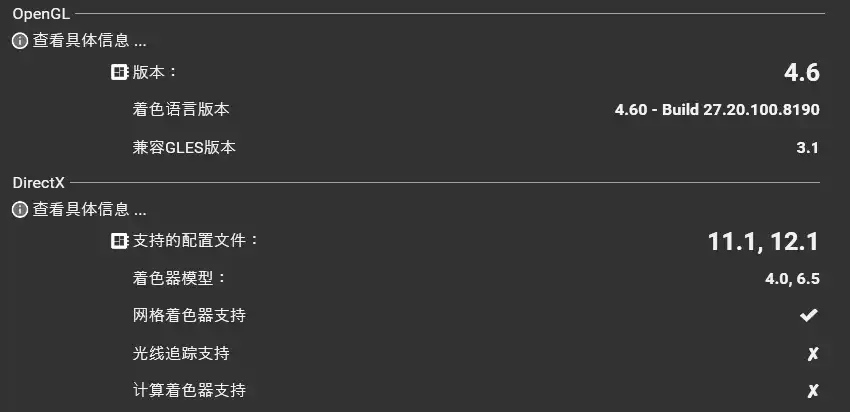 OpenGL
查看具体信息 ...
版本： 4.6
着色语言版本 4.60 - Build 27.20.100.8190
兼容GLES版本 3.1
DirectX
查看具体信息 ...
支持的配置文件： 11.1, 12.1
着色器模型： 4.0, 6.5
网格着色器支持 ✔
光线追踪支持 ✘
计算着色器支持 ✘